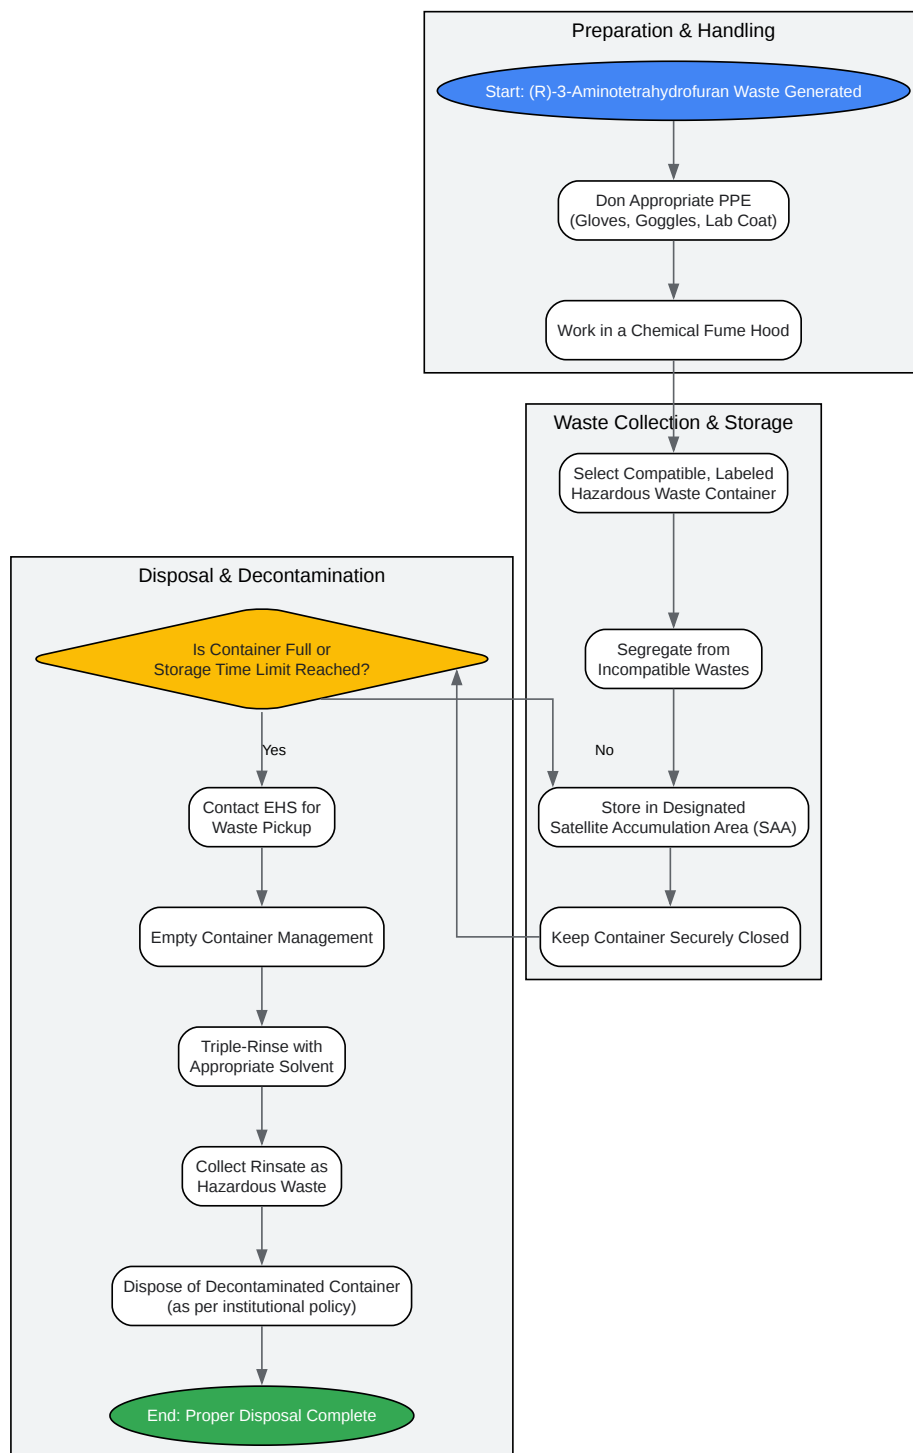 Preparation & Handling
Start: (R)-3-Aminotetrahydrofuran Waste Generated
Don Appropriate PPE
(Gloves, Goggles, Lab Coat)
Work in a Chemical Fume Hood
Waste Collection & Storage
Select Compatible, Labeled
Hazardous Waste Container
Segregate from
Incompatible Wastes
Store in Designated
Satellite Accumulation Area (SAA)
Keep Container Securely Closed
Disposal & Decontamination
Is Container Full or
Storage Time Limit Reached?
Yes
No
Contact EHS for
Waste Pickup
Empty Container Management
Triple-Rinse with
Appropriate Solvent
Collect Rinsate as
Hazardous Waste
Dispose of Decontaminated Container
(as per institutional policy)
End: Proper Disposal Complete